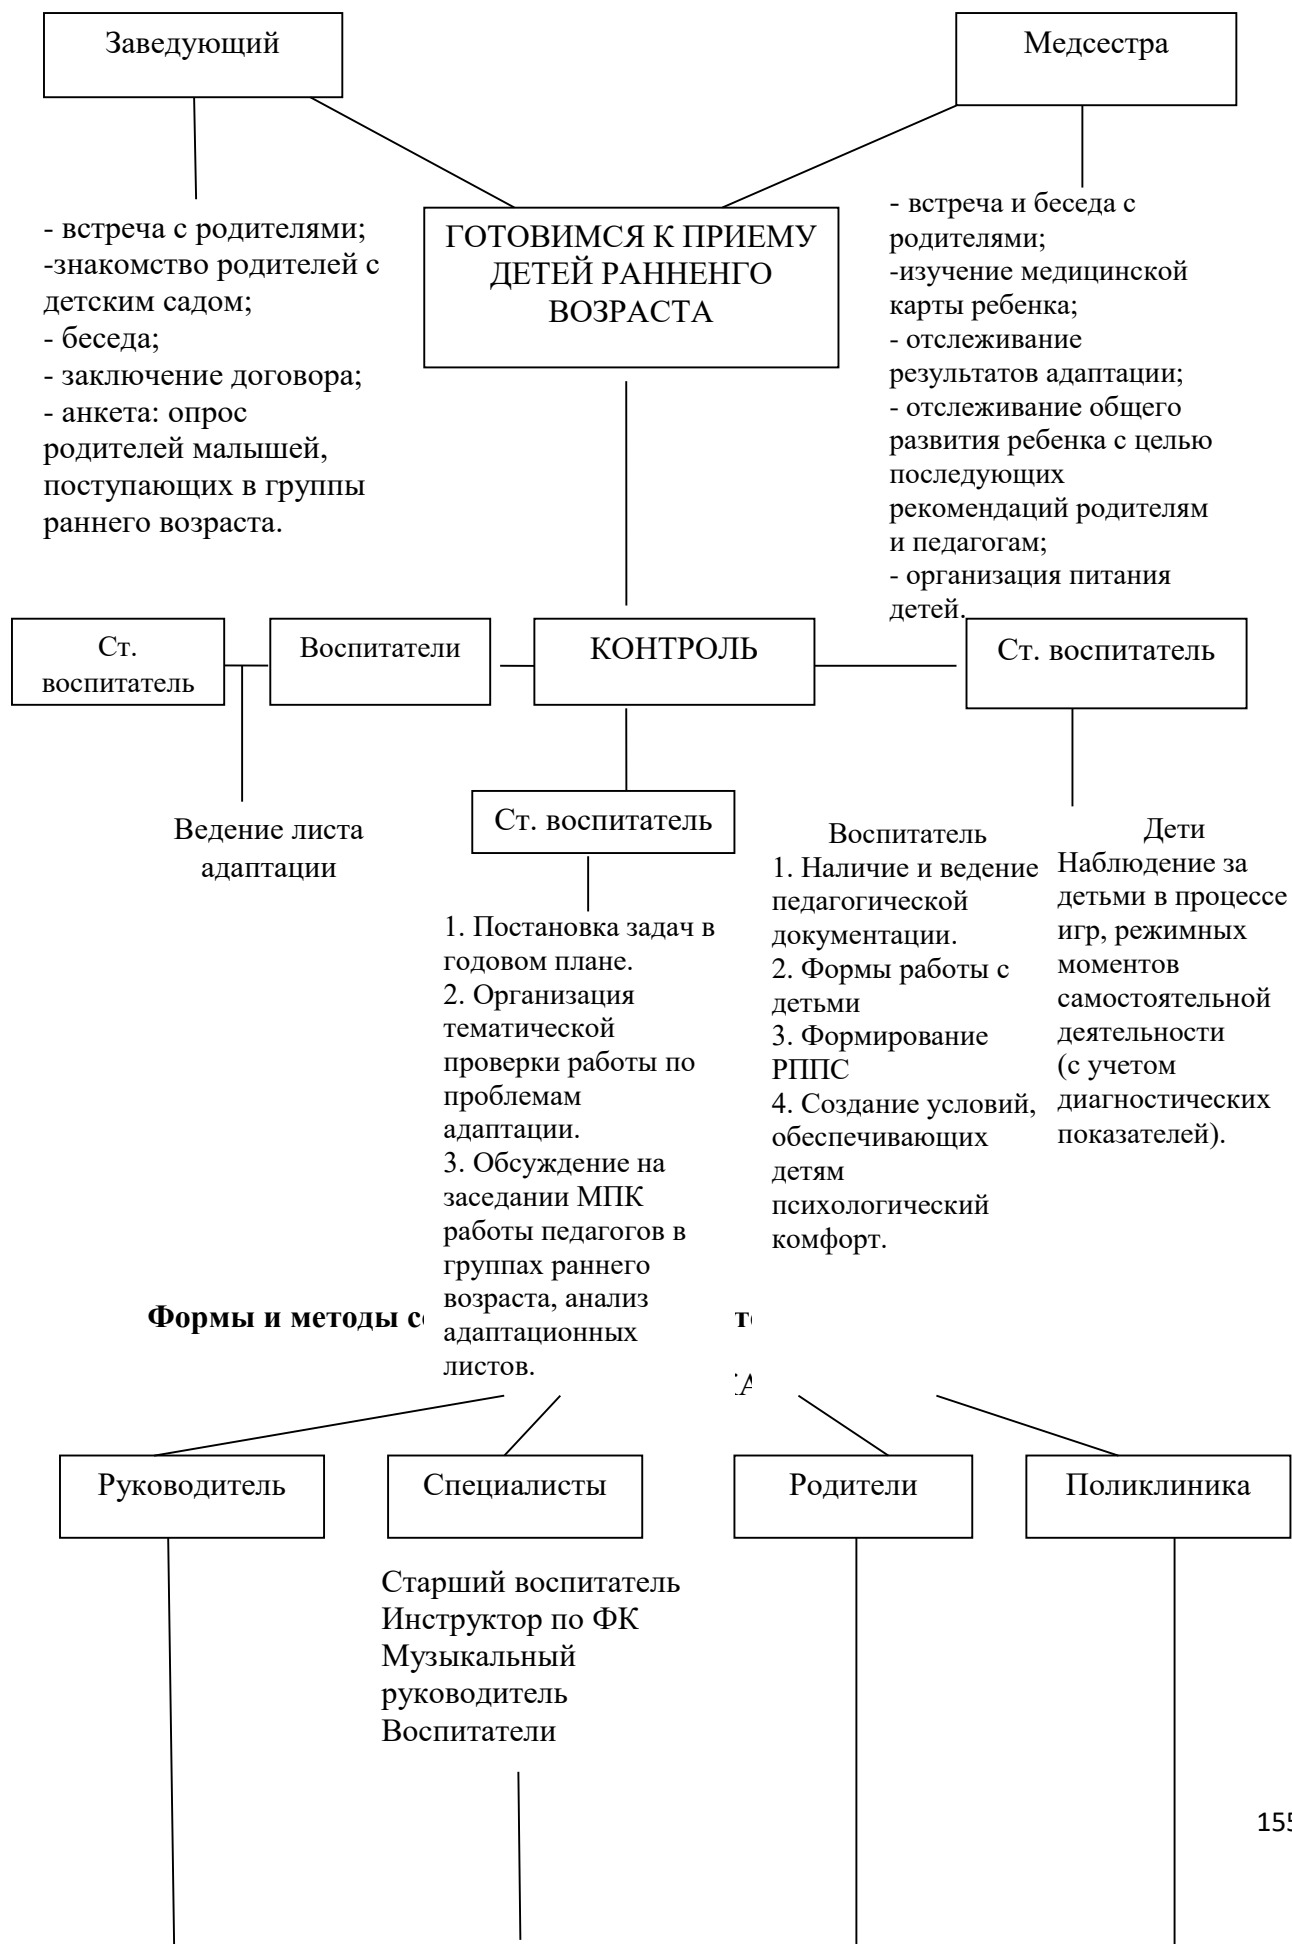 Заведующий
Медсестра
- встреча с родителями;
-знакомство родителей с
детским садом;
- беседа;
- заключение договора;
- анкета: опрос
родителей малышей,
поступающих в группы
раннего возраста.
ГОТОВИМСЯ К ПРИЕМУ
ДЕТЕЙ РАННЕНГО
ВОЗРАСТА
- встреча и беседа с
родителями;
-изучение медицинской
карты ребенка;
- отслеживание
результатов адаптации;
- отслеживание общего
развития ребенка с целью
последующих
рекомендаций родителям
и педагогам;
- организация питания
детей.
Ст.
воспитатель
Воспитатели
КОНТРОЛЬ
Ст. воспитатель
Ведение листа
адаптации
Ст. воспитатель
1. Постановка задач в
годовом плане.
2. Организация
тематической
проверки работы по
проблемам
адаптации.
3. Обсуждение на
заседании МПК
работы педагогов в
группах раннего
возраста, анализ
адаптационных
листов.
Воспитатель
1. Наличие и ведение
педагогической
документации.
2. Формы работы с
детьми
3. Формирование
РППС
4. Создание условий,
обеспечивающих
детям
психологический
комфорт.
Дети
Наблюдение за
детьми в процессе
игр, режимных
моментов
самостоятельной
деятельности
(с учетом
диагностических
показателей).
Формы и методы
Руководитель
Специалисты
Родители
Поликлиника
Старший воспитатель
Инструктор по ФК
Музыкальный
руководитель
Воспитатели
155